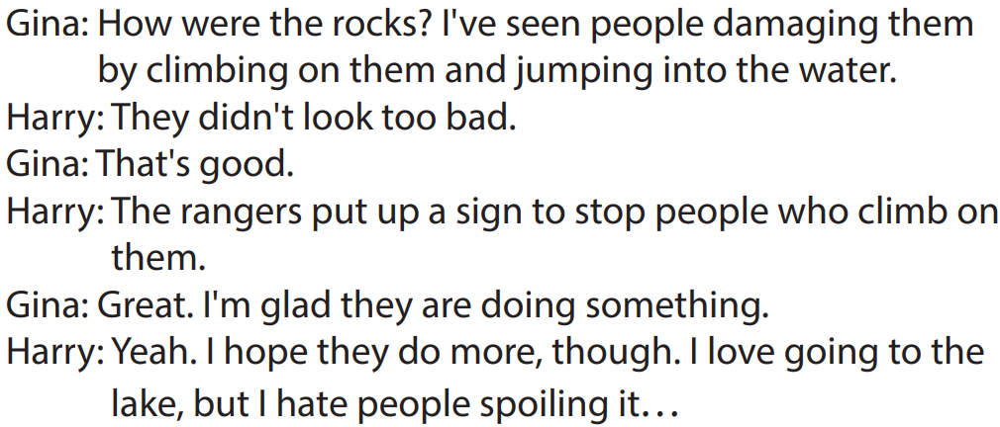 Gina: How were the rocks? I've seen people damaging them
by climbing on them and jumping into the water.
Harry: They didn't look too bad.
Gina: That's good.
Harry: The rangers put up a sign to stop people who climb on
them.
Gina: Great. I'm glad they are doing something.
Harry: Yeah. I hope they do more, though. I love going to the
lake, but I hate people spoiling it…